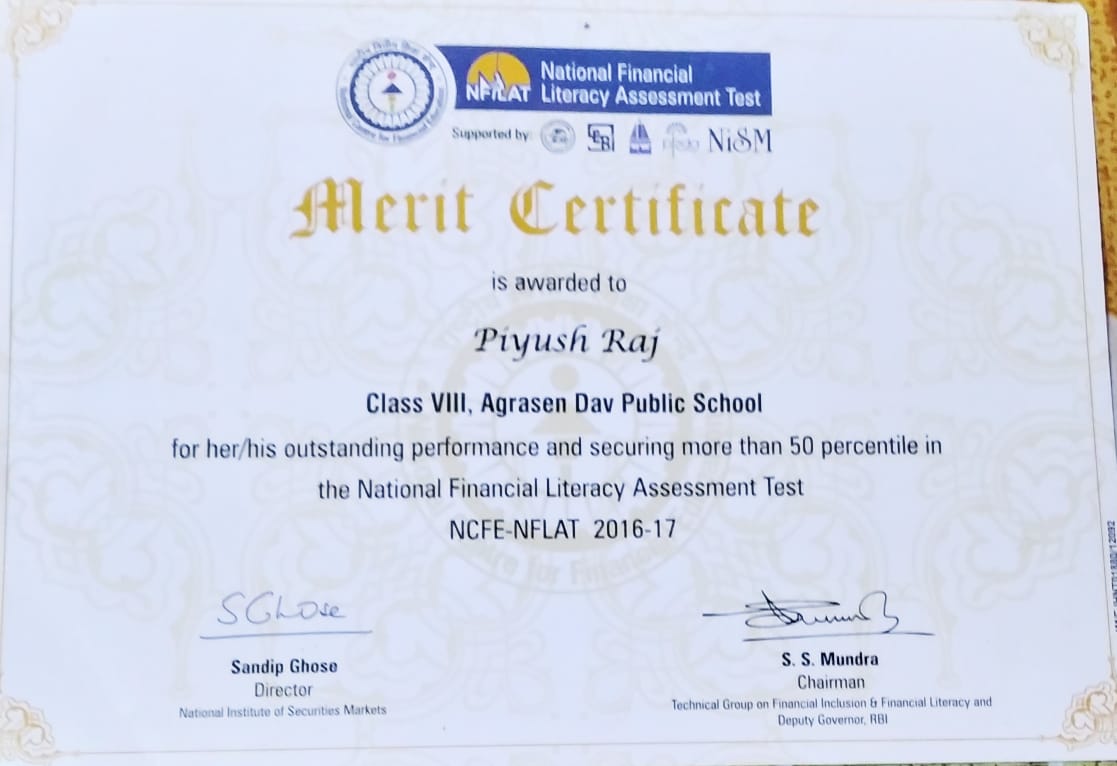 NFLAT National Financial
Literacy Assessment Test
Supported by:
NiSM
Merit Certificate
is awarded to
Piyush Raj
Class VIII, Agrasen Dav Public School
for her/his outstanding performance and securing more than 50 percentile in
the National Financial Literacy Assessment Test
NCFE-NFLAT 2016-17
SGhose
Sandip Ghose
Director
National Institute of Securities Markets
S. S. Mundra
Chairman
Technical Group on Financial Inclusion & Financial Literacy and
Deputy Governor, RBI